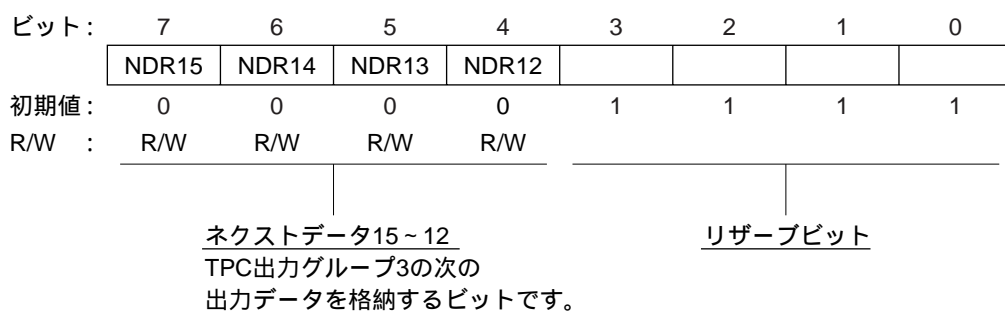 ビット: 7 6 5 4 3 2 1 0
NDR15 NDR14 NDR13 NDR12
初期値: 0 0 0 0 1 1 1 1
R/W : R/W R/W R/W R/W
ネクストデータ15~12 リザーブビット
TPC出力グループ3の次の
出力データを格納するビットです。